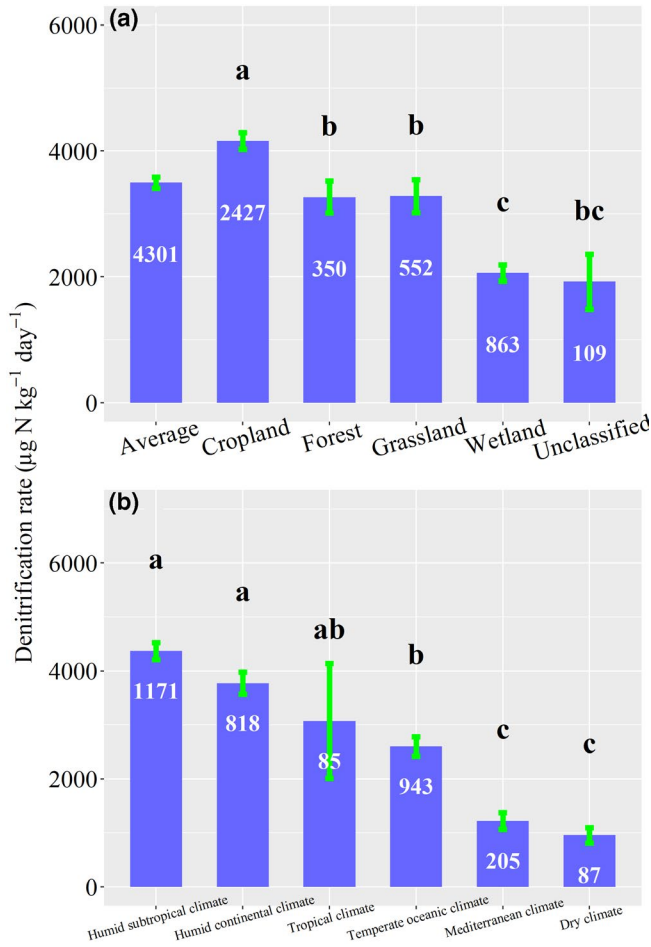 Denitrification rate (μg N kg⁻¹ day⁻¹)
(a)
6000
4000
2000
0
a
b
b
c
bc
4301
2427
350
552
863
109
Average
Cropland
Forest
Grassland
Wetland
Unclassified
(b)
6000
4000
2000
0
a
a
ab
b
c
c
1171
818
85
943
205
87
Humid subtropical climate
Humid continental climate
Tropical climate
Temperate oceanic climate
Mediterranean climate
Dry climate